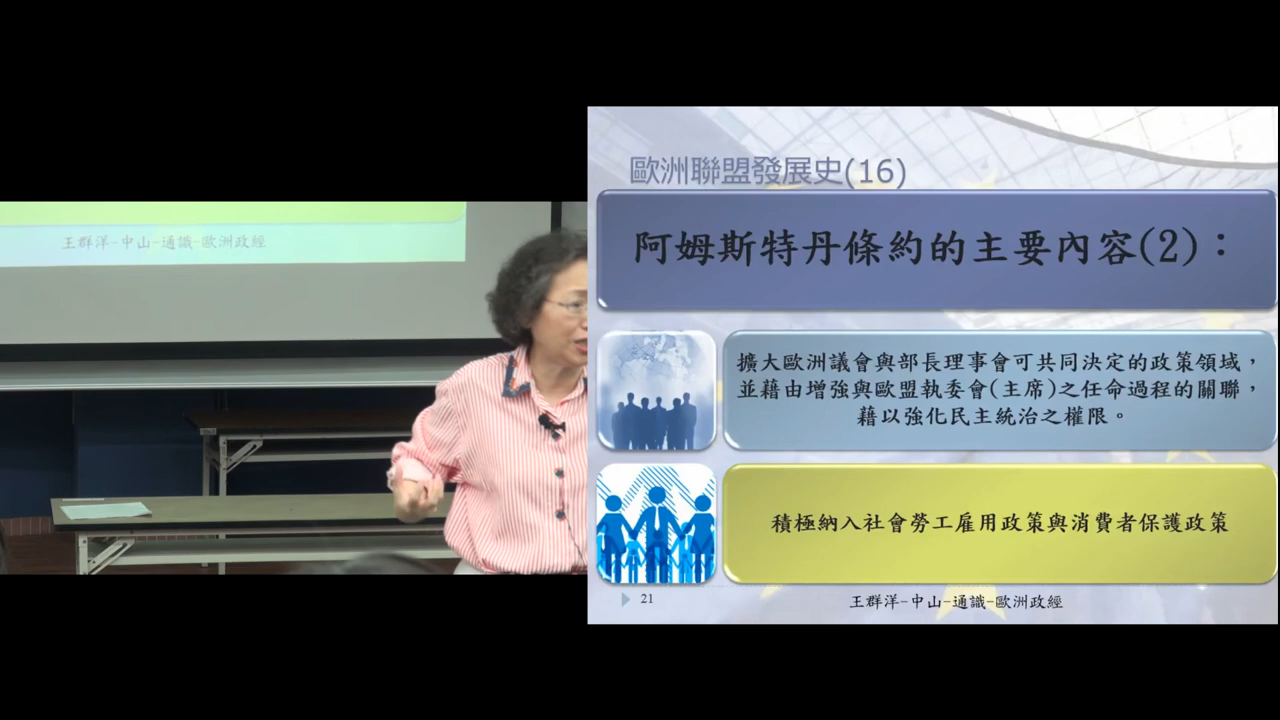 王群洋-中山-通識-歐洲政經
歐洲聯盟發展史(16)
阿姆斯特丹條約的主要內容(2)：
擴大歐洲議會與部長理事會可共同決定的政策領域，
並藉由增強與歐盟執委會(主席)之任命過程的關聯，
藉以強化民主統治之權限。
積極納入社會勞工雇用政策與消費者保護政策
21
王群洋-中山-通識-歐洲政經